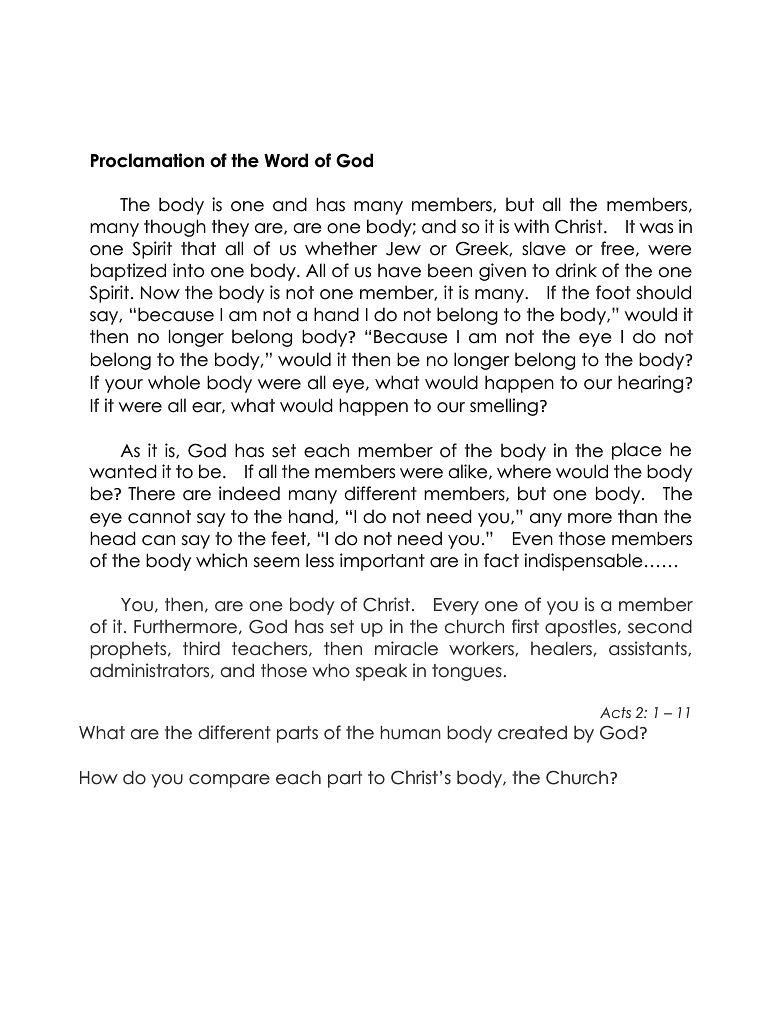 Proclamation of the Word of God
The body is one and has many members, but all the members,
many though they are, are one body; and so it is with Christ. It was in
one Spirit that all of us whether Jew or Greek, slave or free, were
baptized into one body. All of us have been given to drink of the one
Spirit. Now the body is not one member, it is many. If the foot should
say, “because I am not a hand I do not belong to the body,” would it
then no longer belong body? “Because I am not the eye I do not
belong to the body,” would it then be no longer belong to the body?
If your whole body were all eye, what would happen to our hearing?
If it were all ear, what would happen to our smelling?
As it is, God has set each member of the body in the place he
wanted it to be. If all the members were alike, where would the body
be? There are indeed many different members, but one body. The
eye cannot say to the hand, “I do not need you,” any more than the
head can say to the feet, “I do not need you.” Even those members
of the body which seem less important are in fact indispensable……
You, then, are one body of Christ. Every one of you is a member
of it. Furthermore, God has set up in the church first apostles, second
prophets, third teachers, then miracle workers, healers, assistants,
administrators, and those who speak in tongues.
Acts 2: 1 – 11
What are the different parts of the human body created by God?
How do you compare each part to Christ’s body, the Church?